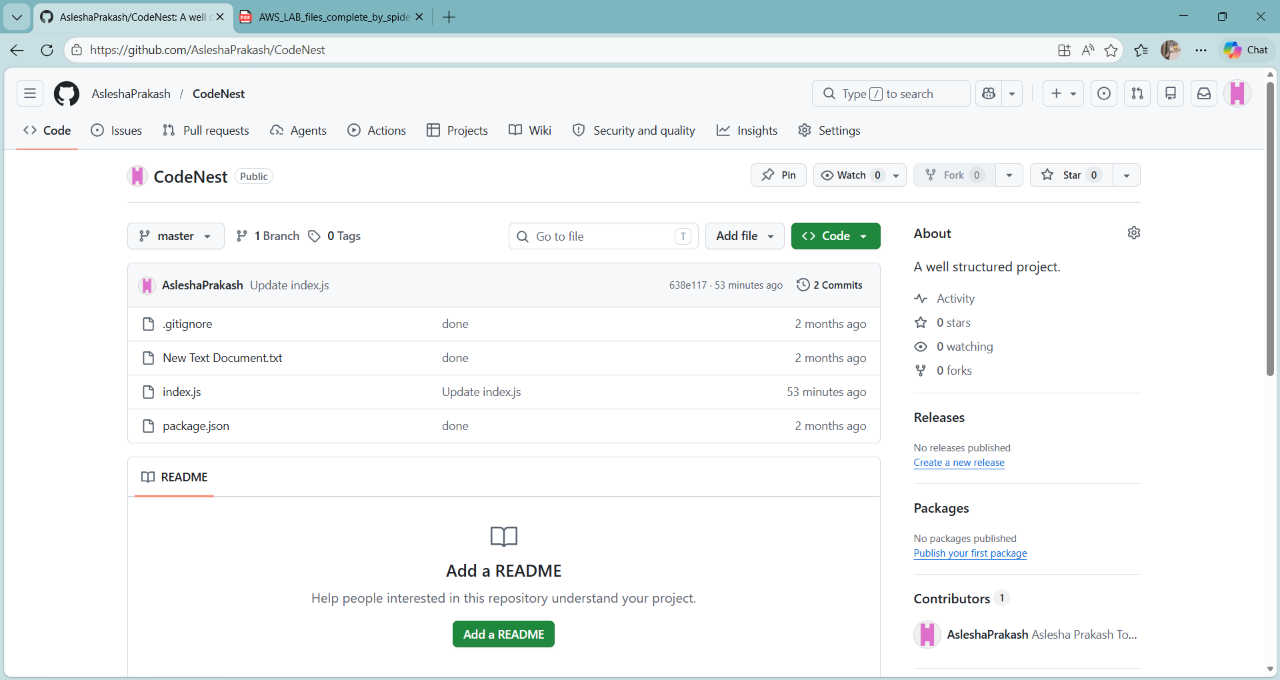 AsleshaPrakash/CodeNest: A well s
AWS_LAB_files_complete_by_spide
https://github.com/AsleshaPrakash/CodeNest
Chat
AsleshaPrakash / CodeNest
Type / to search
Code
Issues
Pull requests
Agents
Actions
Projects
Wiki
Security and quality
Insights
Settings
CodeNest Public
Pin
Watch 0
Fork 0
Star 0
master
1 Branch
0 Tags
Go to file T
Add file
Code
AsleshaPrakash Update index.js 638e117 · 53 minutes ago 2 Commits
.gitignore done 2 months ago
New Text Document.txt done 2 months ago
index.js Update index.js 53 minutes ago
package.json done 2 months ago
README
Add a README
Help people interested in this repository understand your project.
Add a README
About
A well structured project.
Activity
0 stars
0 watching
0 forks
Releases
No releases published
Create a new release
Packages
No packages published
Publish your first package
Contributors 1
AsleshaPrakash Aslesha Prakash To...